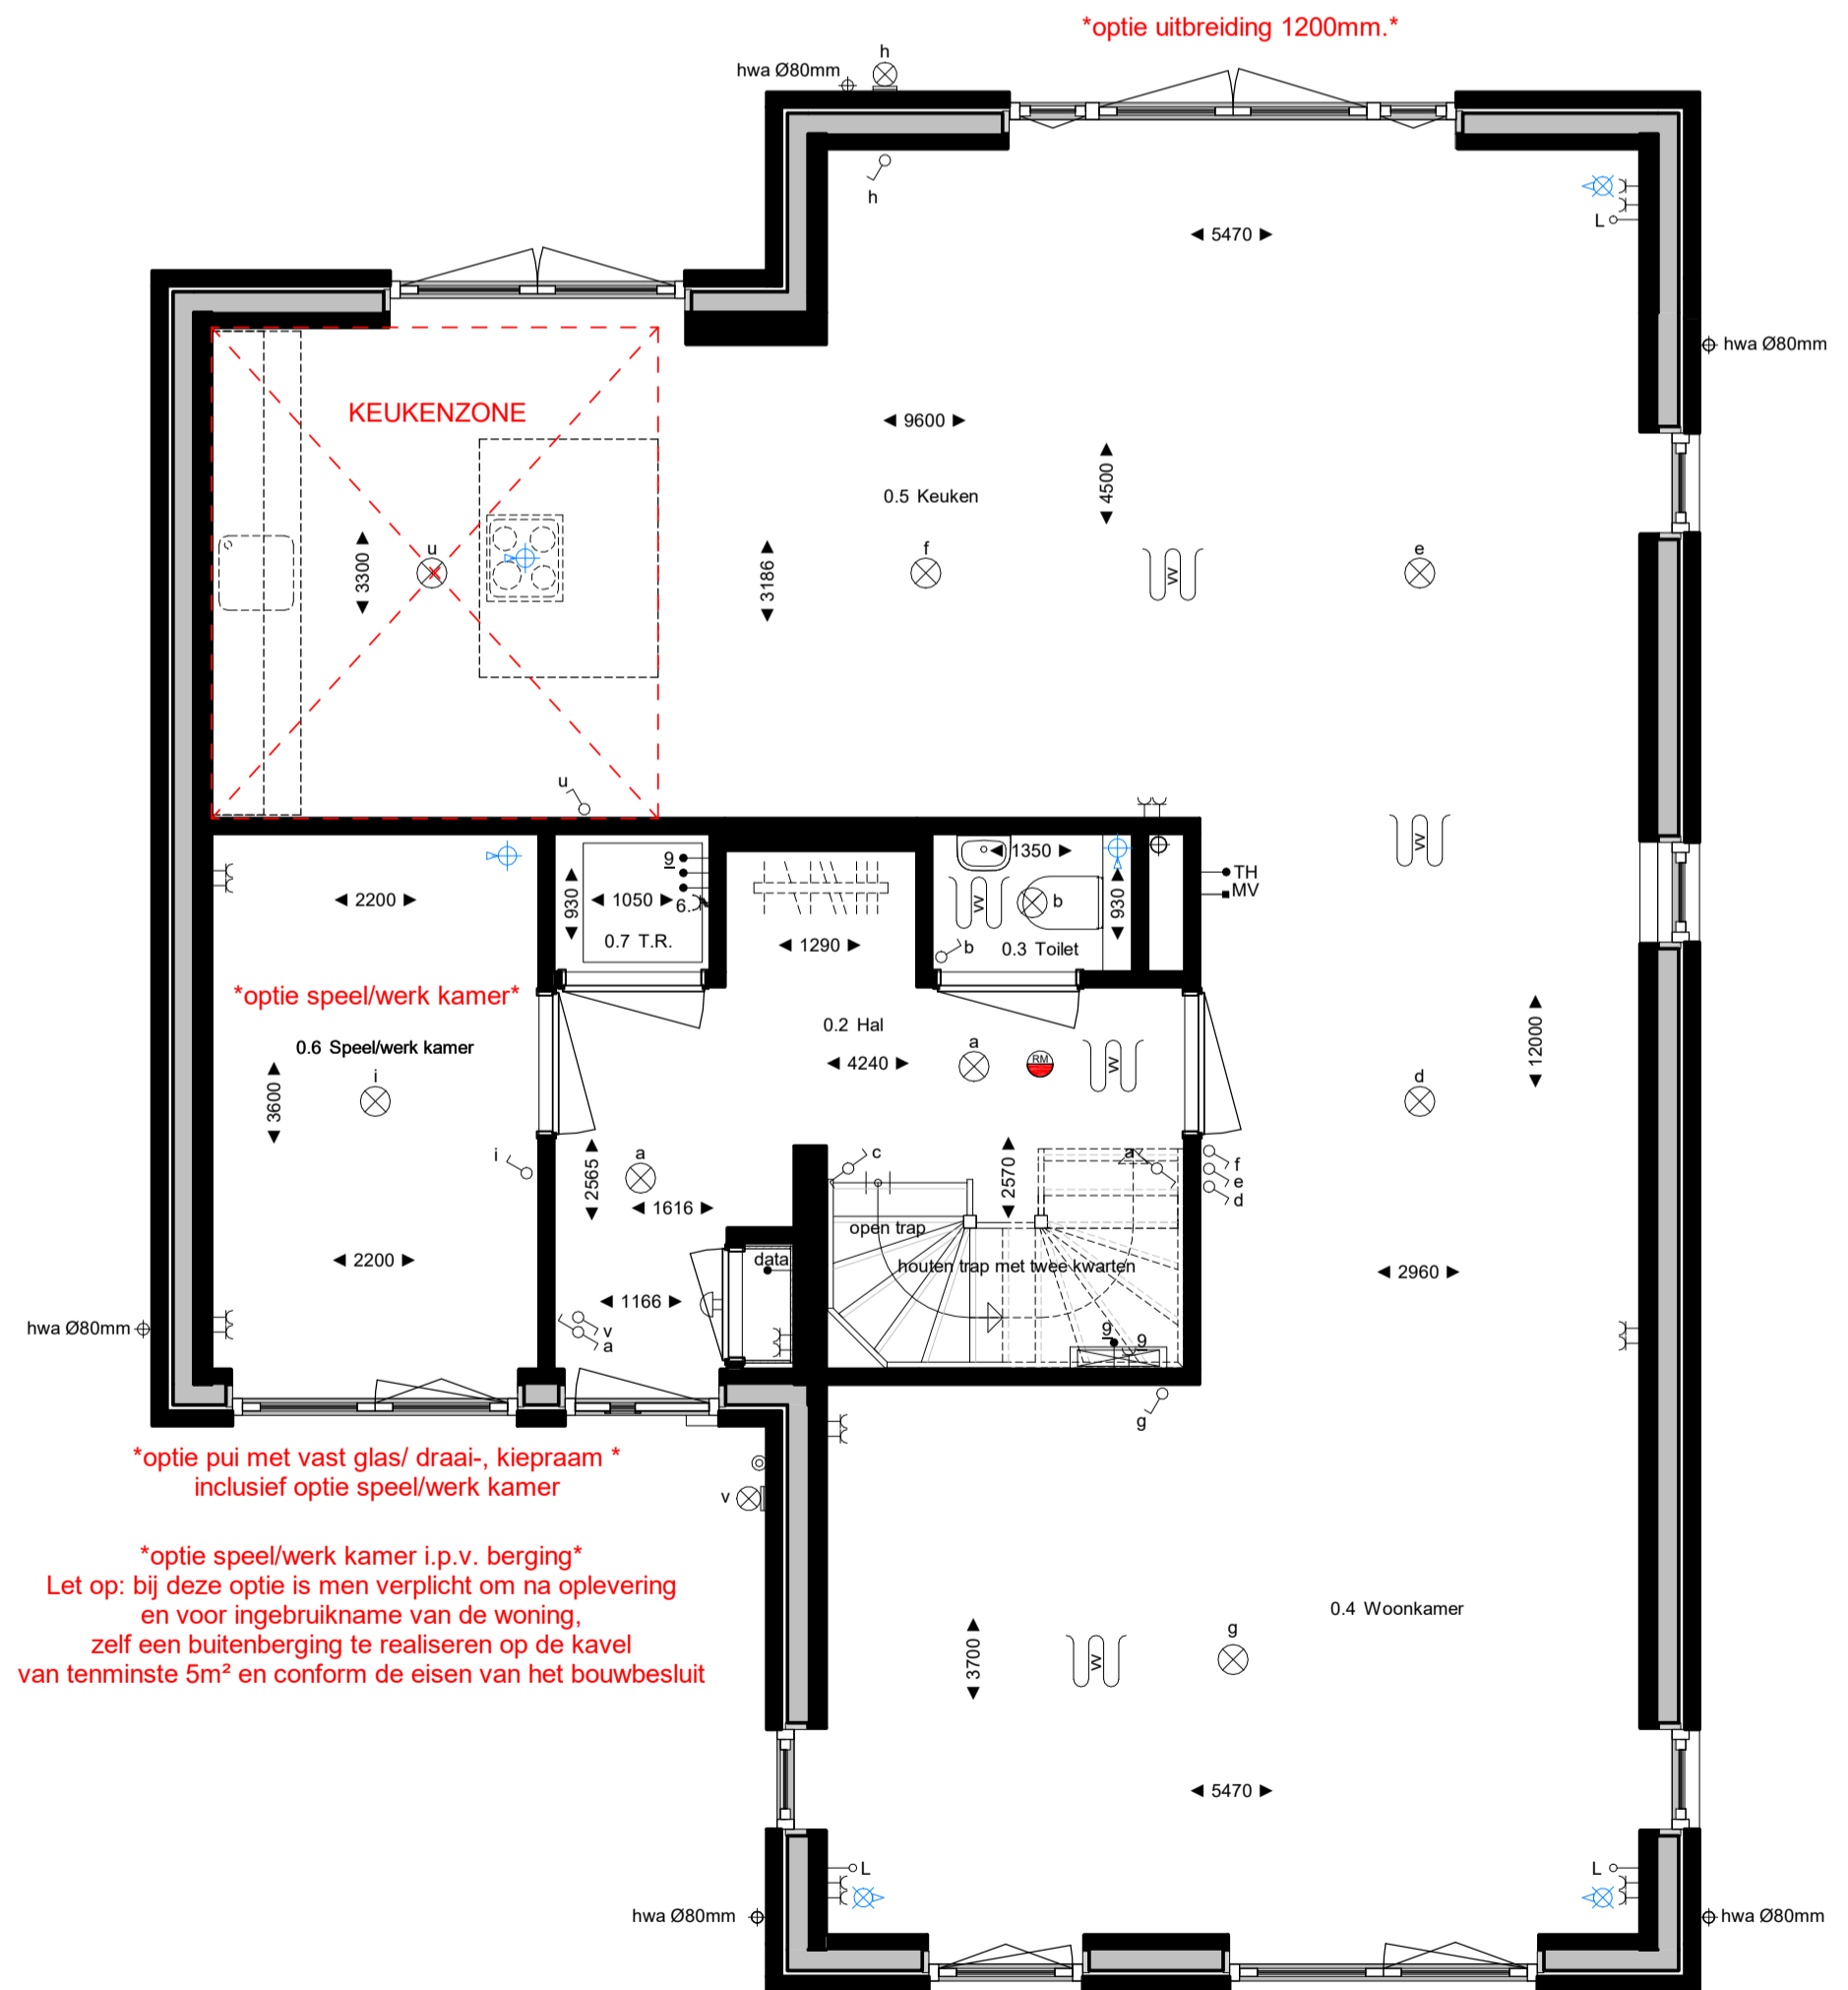 *optie uitbreiding 1200mm.*
h
hwa Ø80mm
h
5470
L
hwa Ø80mm
KEUKENZONE
9600
4500
0.5 Keuken
3300
u
3186
f
W
e
u
W
9
1350
TH
MV
2200
930
1050
6.
W
b
930
0.7 T.R.
1290
b
0.3 Toilet
*optie speel/werk kamer*
0.2 Hal
0.6 Speel/werk kamer
a
RM
W
12000
4240
i
3600
d
i
a
c
a
f
e
d
2565
2570
1616
open trap
data
houten trap met twee kwarten
2200
2960
1166
hwa Ø80mm
v
a
9
9
g
*optie pui met vast glas/ draai-, kiepraam *
inclusief optie speel/werk kamer
v
*optie speel/werk kamer i.p.v. berging*
Let op: bij deze optie is men verplicht om na oplevering
en voor ingebruikname van de woning,
zelf een buitenberging te realiseren op de kavel
van tenminste 5m² en conform de eisen van het bouwbesluit
0.4 Woonkamer
g
3700
W
5470
L
L
hwa Ø80mm
hwa Ø80mm